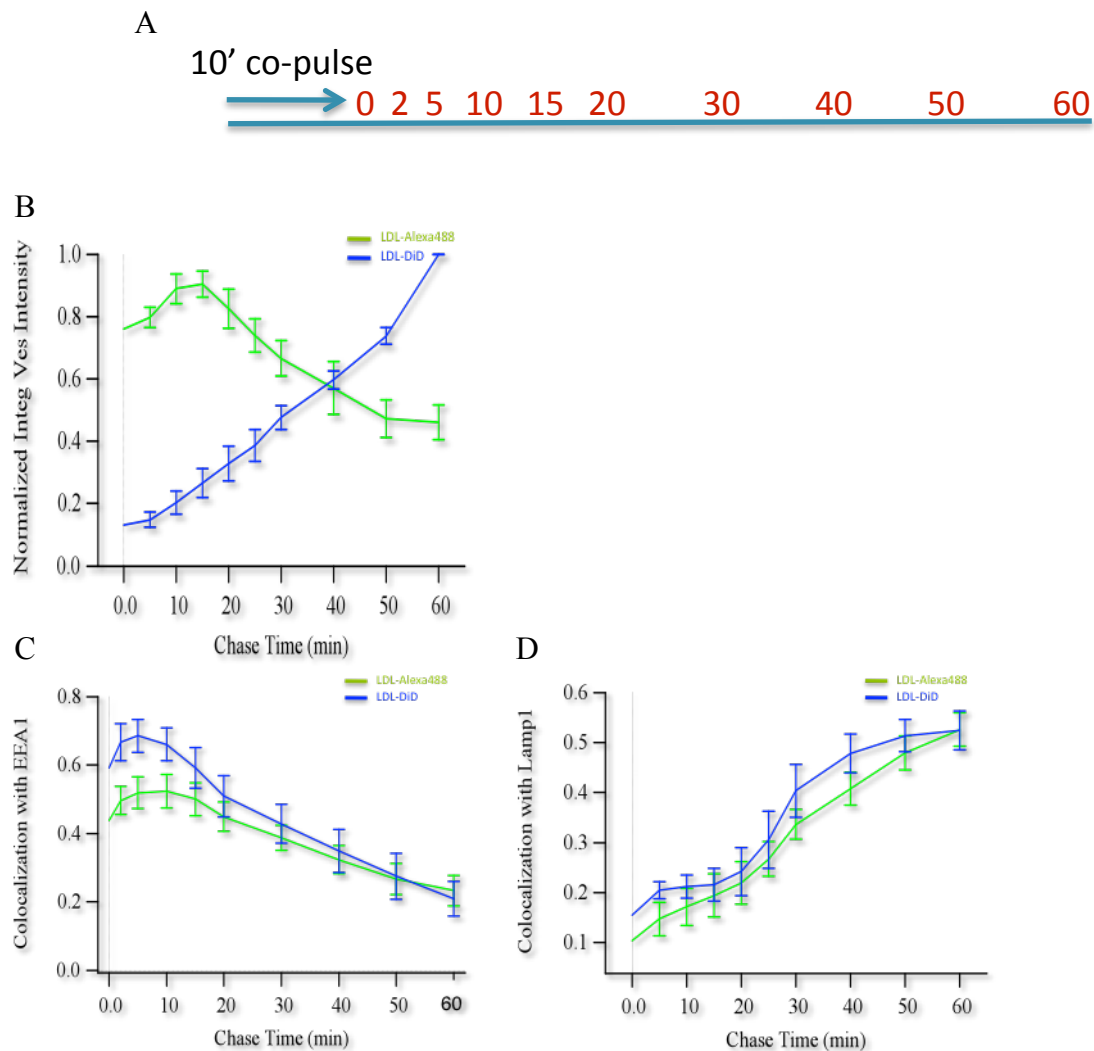 A
10’ co-pulse
0 2 5 10 15 20 30 40 50 60
B
LDL-Alexa488
LDL-DiD
Normalized Integ Ves Intensity
1.0
0.8
0.6
0.4
0.2
0.0
0.0 10 20 30 40 50 60
Chase Time (min)
C
LDL-Alexa488
LDL-DiD
Colocalization with EEA1
0.8
0.6
0.4
0.2
0.0
0.0 10 20 30 40 50 60
Chase Time (min)
D
LDL-Alexa488
LDL-DiD
Colocalization with Lamp1
0.6
0.5
0.4
0.3
0.2
0.1
0.0 10 20 30 40 50 60
Chase Time (min)